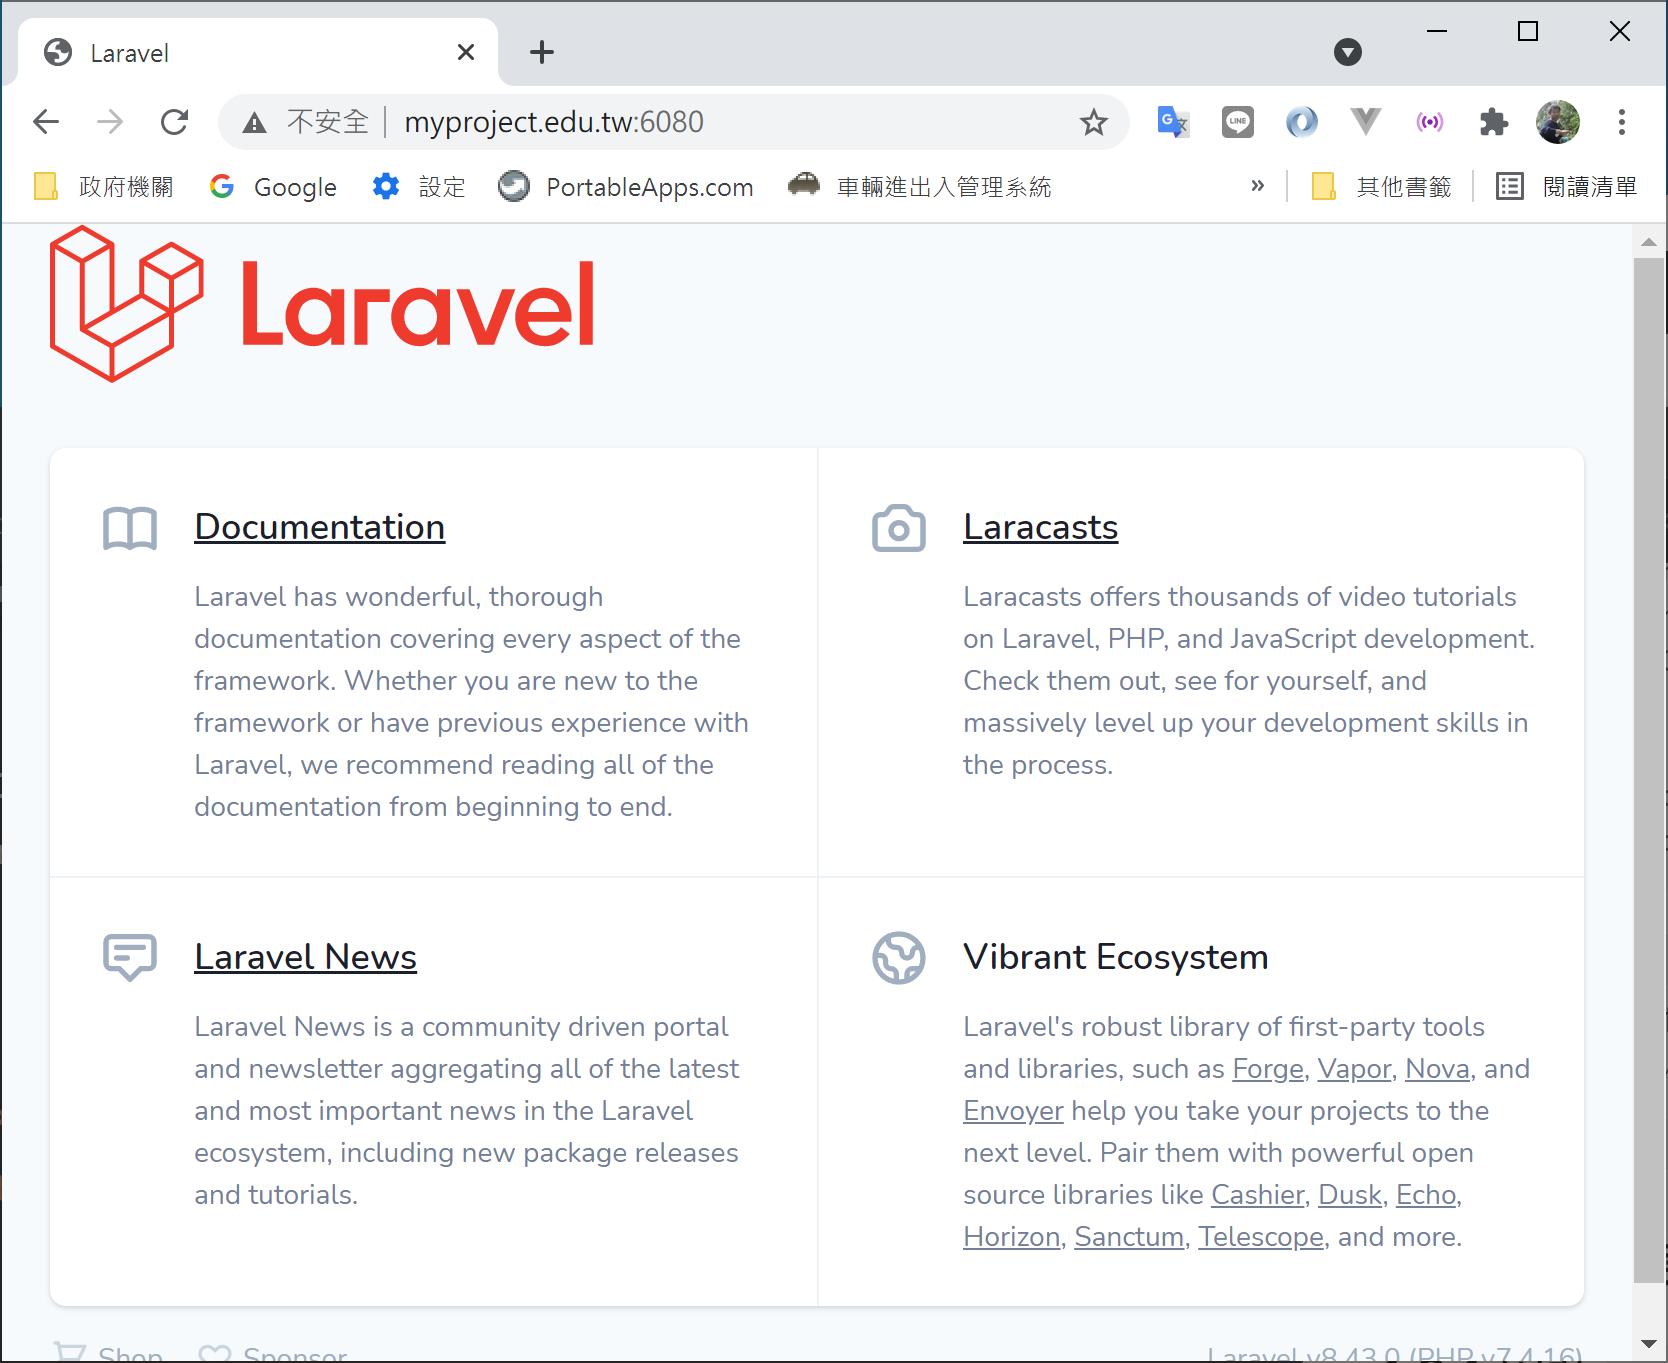 Laravel
不安全 myproject.edu.tw:6080
LINE
政府機關 Google 設定 PortableApps.com 車輛進出入管理系統 » 其他書籤 閱讀清單
Laravel
Documentation
Laravel has wonderful, thorough
documentation covering every aspect of the
framework. Whether you are new to the
framework or have previous experience with
Laravel, we recommend reading all of the
documentation from beginning to end.
Laracasts
Laracasts offers thousands of video tutorials
on Laravel, PHP, and JavaScript development.
Check them out, see for yourself, and
massively level up your development skills in
the process.
Laravel News
Laravel News is a community driven portal
and newsletter aggregating all of the latest
and most important news in the Laravel
ecosystem, including new package releases
and tutorials.
Vibrant Ecosystem
Laravel's robust library of first-party tools
and libraries, such as Forge, Vapor, Nova, and
Envoyer help you take your projects to the
next level. Pair them with powerful open
source libraries like Cashier, Dusk, Echo,
Horizon, Sanctum, Telescope, and more.
Shop Sponsor Laravel v8.43.0 (PHP v7.4.16)